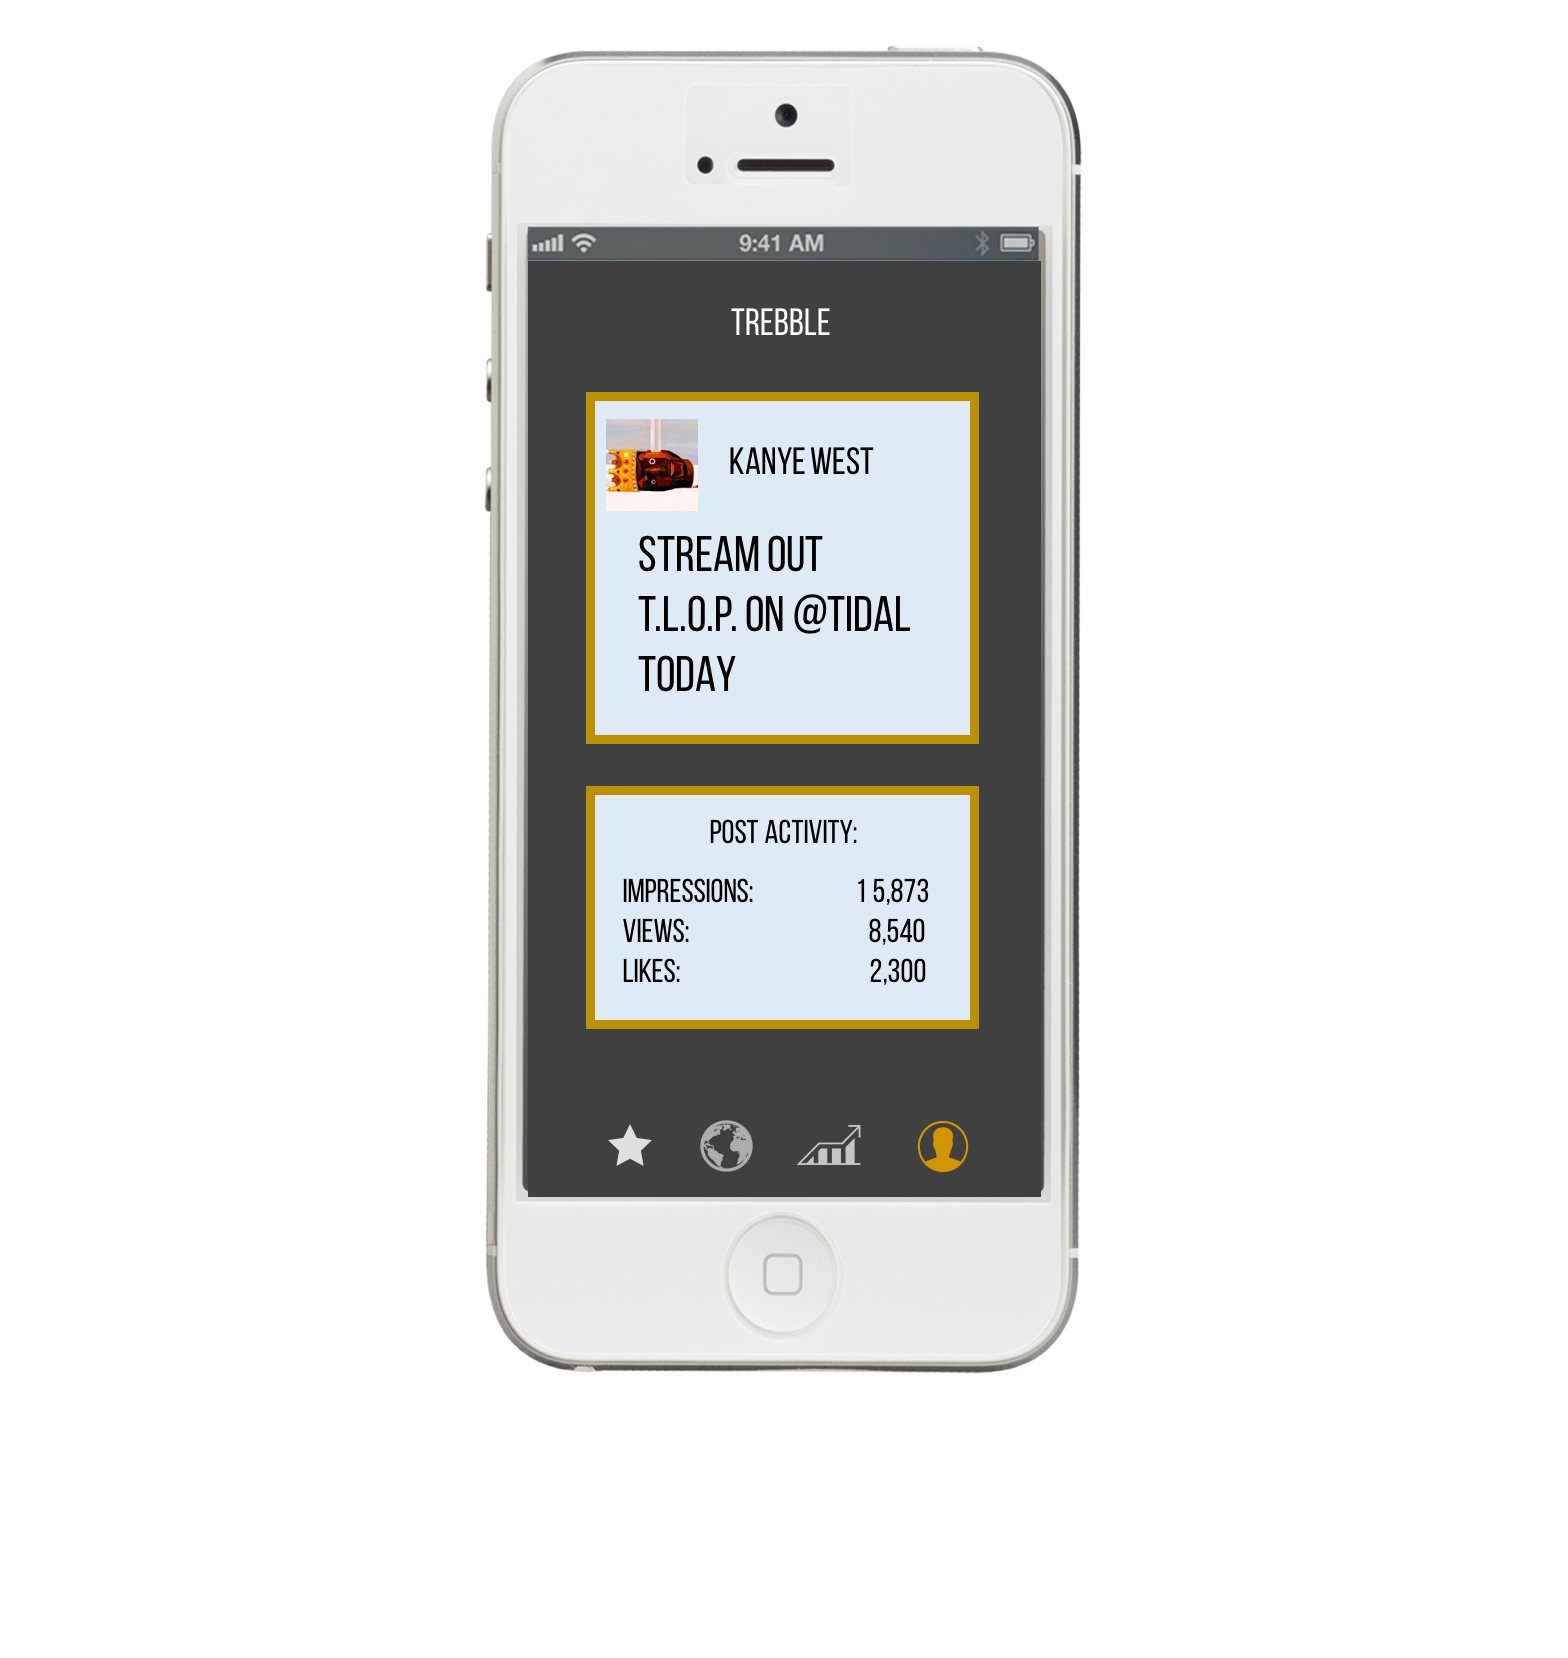 9:41 AM
TREBBLE
KANYE WEST
STREAM OUT
T.L.O.P. ON @TIDAL
TODAY
POST ACTIVITY:
IMPRESSIONS: 15,873
VIEWS: 8,540
LIKES: 2,300